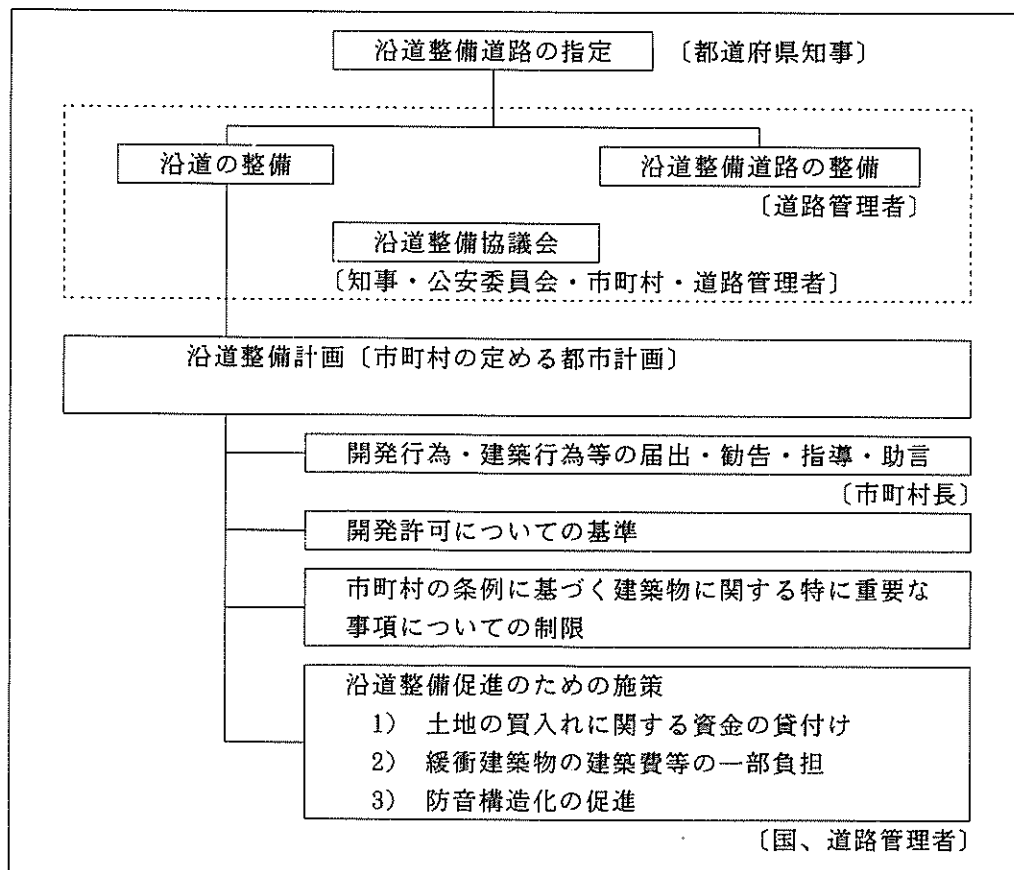 沿道整備道路の指定 〔都道府県知事〕
沿道の整備 沿道整備道路の整備
〔道路管理者〕
沿道整備協議会
〔知事・公安委員会・市町村・道路管理者〕
沿道整備計画〔市町村の定める都市計画〕
開発行為・建築行為等の届出・勧告・指導・助言
〔市町村長〕
開発許可についての基準
市町村の条例に基づく建築物に関する特に重要な
事項についての制限
沿道整備促進のための施策
1) 土地の買入れに関する資金の貸付け
2) 緩衝建築物の建築費等の一部負担
3) 防音構造化の促進
〔国、道路管理者〕